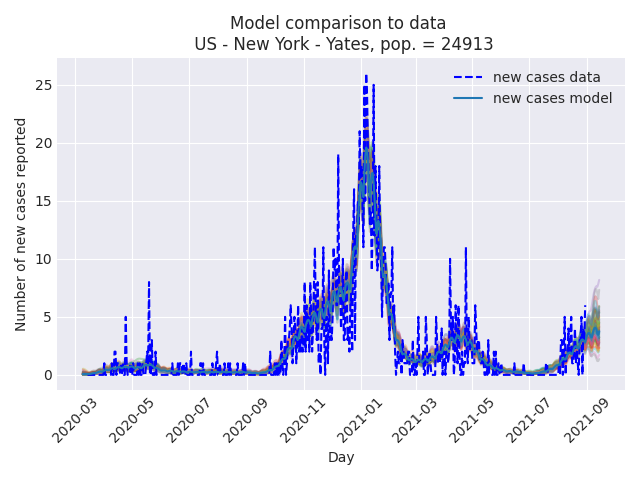 Model comparison to data
US - New York - Yates, pop. = 24913
new cases data
new cases model
Number of new cases reported
25
20
15
10
5
0
2020-03
2020-05
2020-07
2020-09
2020-11
2021-01
2021-03
2021-05
2021-07
2021-09
Day